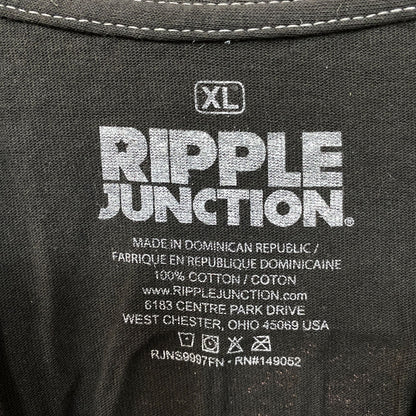 XL
RIPPLE
JUNCTION®
MADE IN DOMINICAN REPUBLIC /
FABRIQUE EN REPUBLIQUE DOMINICAINE
100% COTTON / COTON
www.RIPPLEJUNCTION.com
6183 CENTRE PARK DRIVE
WEST CHESTER, OHIO 45069 USA
RJNS9997FN - RN#149052